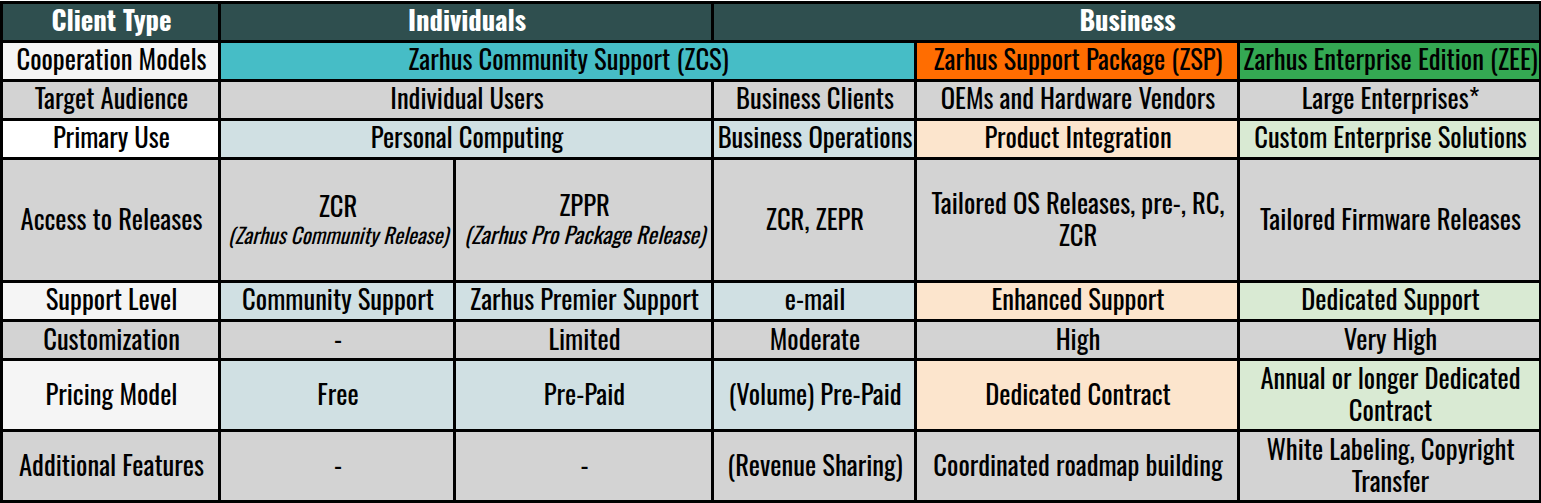 Client Type Individuals Business
Cooperation Models Zarhus Community Support (ZCS) Zarhus Support Package (ZSP) Zarhus Enterprise Edition (ZEE)
Target Audience Individual Users Business Clients OEMs and Hardware Vendors Large Enterprises*
Primary Use Personal Computing Business Operations Product Integration Custom Enterprise Solutions
Access to Releases
ZCR
(Zarhus Community Release)
ZPPR
(Zarhus Pro Package Release)
ZCR, ZEPR
Tailored OS Releases, pre-, RC,
ZCR
Tailored Firmware Releases
Support Level Community Support Zarhus Premier Support e-mail Enhanced Support Dedicated Support
Customization - Limited Moderate High Very High
Pricing Model Free Pre-Paid (Volume) Pre-Paid Dedicated Contract
Annual or longer Dedicated
Contract
Additional Features - - (Revenue Sharing) Coordinated roadmap building
White Labeling, Copyright
Transfer